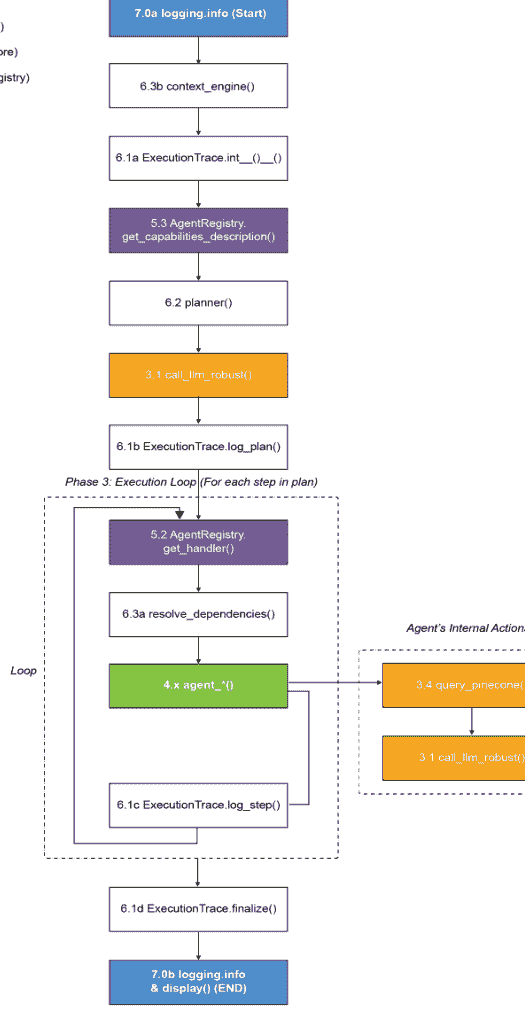 7.0a logging.info (Start)
)
ore)
gistry)
6.3b context_engine()
6.1a ExecutionTrace.int__()__()
5.3 AgentRegistry.
get_capabilities_description()
6.2 planner()
3.1 call_llm_robust()
6.1b ExecutionTrace.log_plan()
Phase 3: Execution Loop (For each step in plan)
5.2 AgentRegistry.
get_handler()
6.3a resolve_dependencies()
Agent's Internal Actions
Loop
4.x agent_*()
3.4 query_pinecone(
3.1 call_llm_robust()
6.1c ExecutionTrace.log_step()
6.1d ExecutionTrace.finalize()
7.0b logging.info
& display() (END)